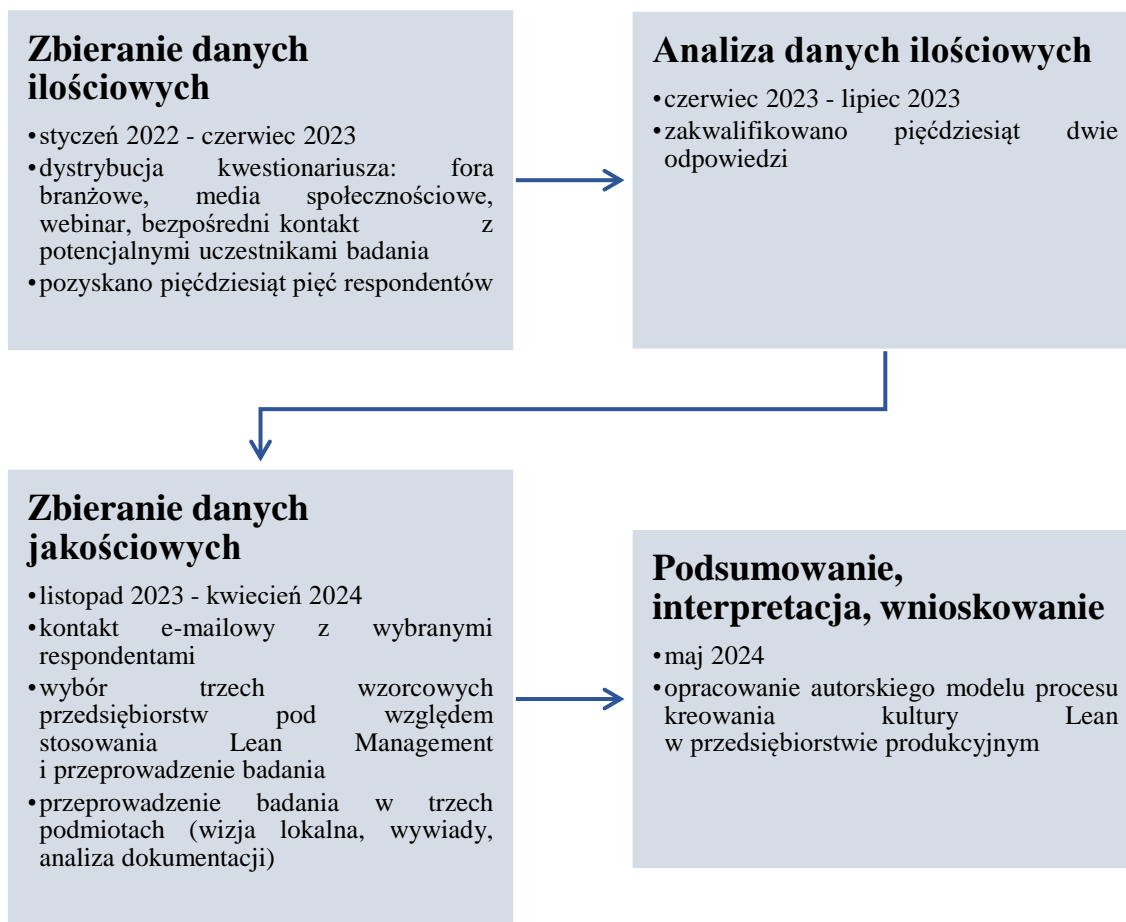 Zbieranie danych
ilościowych
•styczeń 2022 - czerwiec 2023
•dystrybucja kwestionariusza: fora
branżowe, media społecznościowe,
webinar, bezpośredni kontakt z
potencjalnymi uczestnikami badania
•pozyskano pięćdziesiąt pięć respondentów
Analiza danych ilościowych
•czerwiec 2023 - lipiec 2023
•zakwalifikowano pięćdziesiąt dwie
odpowiedzi
Zbieranie danych
jakościowych
•listopad 2023 - kwiecień 2024
•kontakt e-mailowy z wybranymi
respondentami
•wybór trzech wzorcowych
przedsiębiorstw pod względem
stosowania Lean Management
i przeprowadzenie badania
•przeprowadzenie badania w trzech
podmiotach (wizja lokalna, wywiady,
analiza dokumentacji)
Podsumowanie,
interpretacja, wnioskowanie
•maj 2024
•opracowanie autorskiego modelu procesu
kreowania kultury Lean
w przedsiębiorstwie produkcyjnym